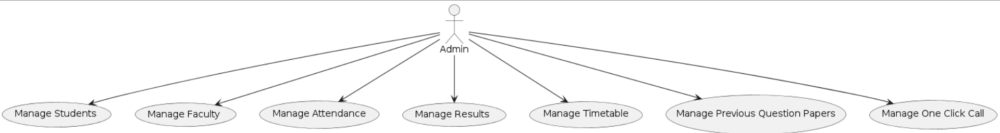 Admin
Manage Students
Manage Faculty
Manage Attendance
Manage Results
Manage Timetable
Manage Previous Question Papers
Manage One Click Call